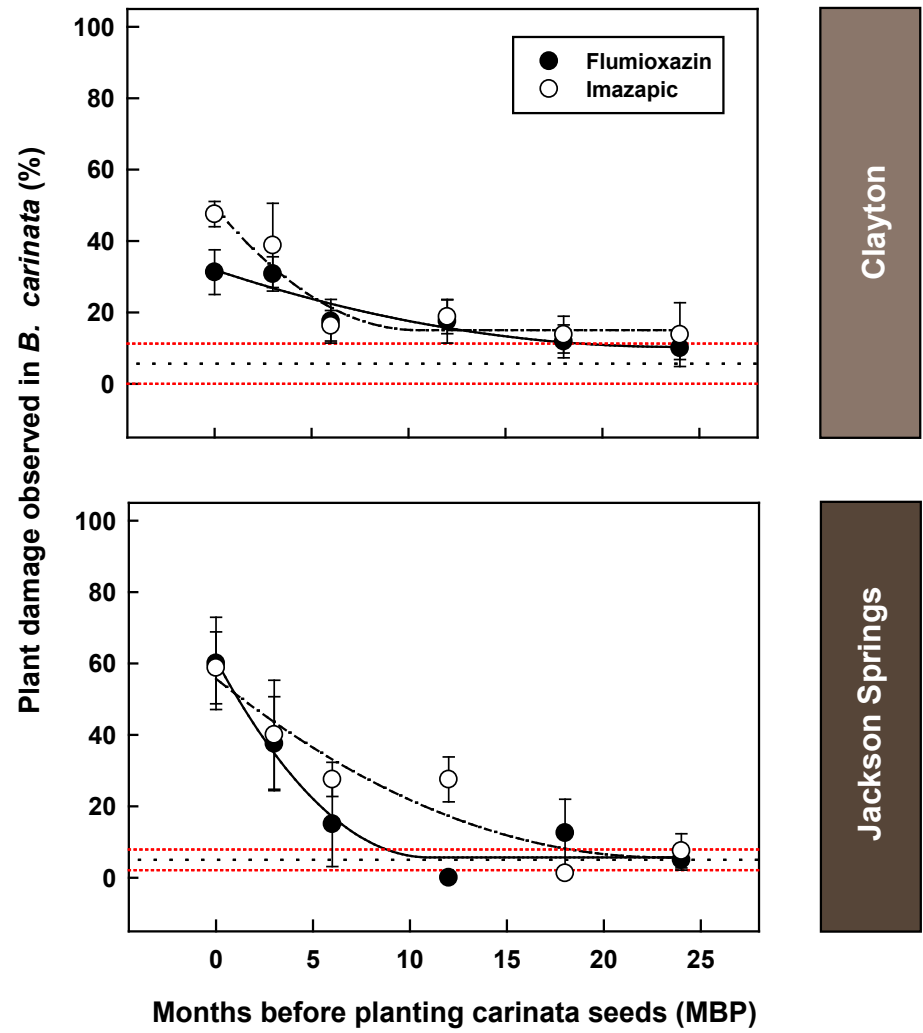 Plant damage observed in B. carinata (%)
100
80
60
40
20
0
Flumioxazin
Imazapic
Clayton
100
80
60
40
20
0
0 5 10 15 20 25
Jackson Springs
Months before planting carinata seeds (MBP)